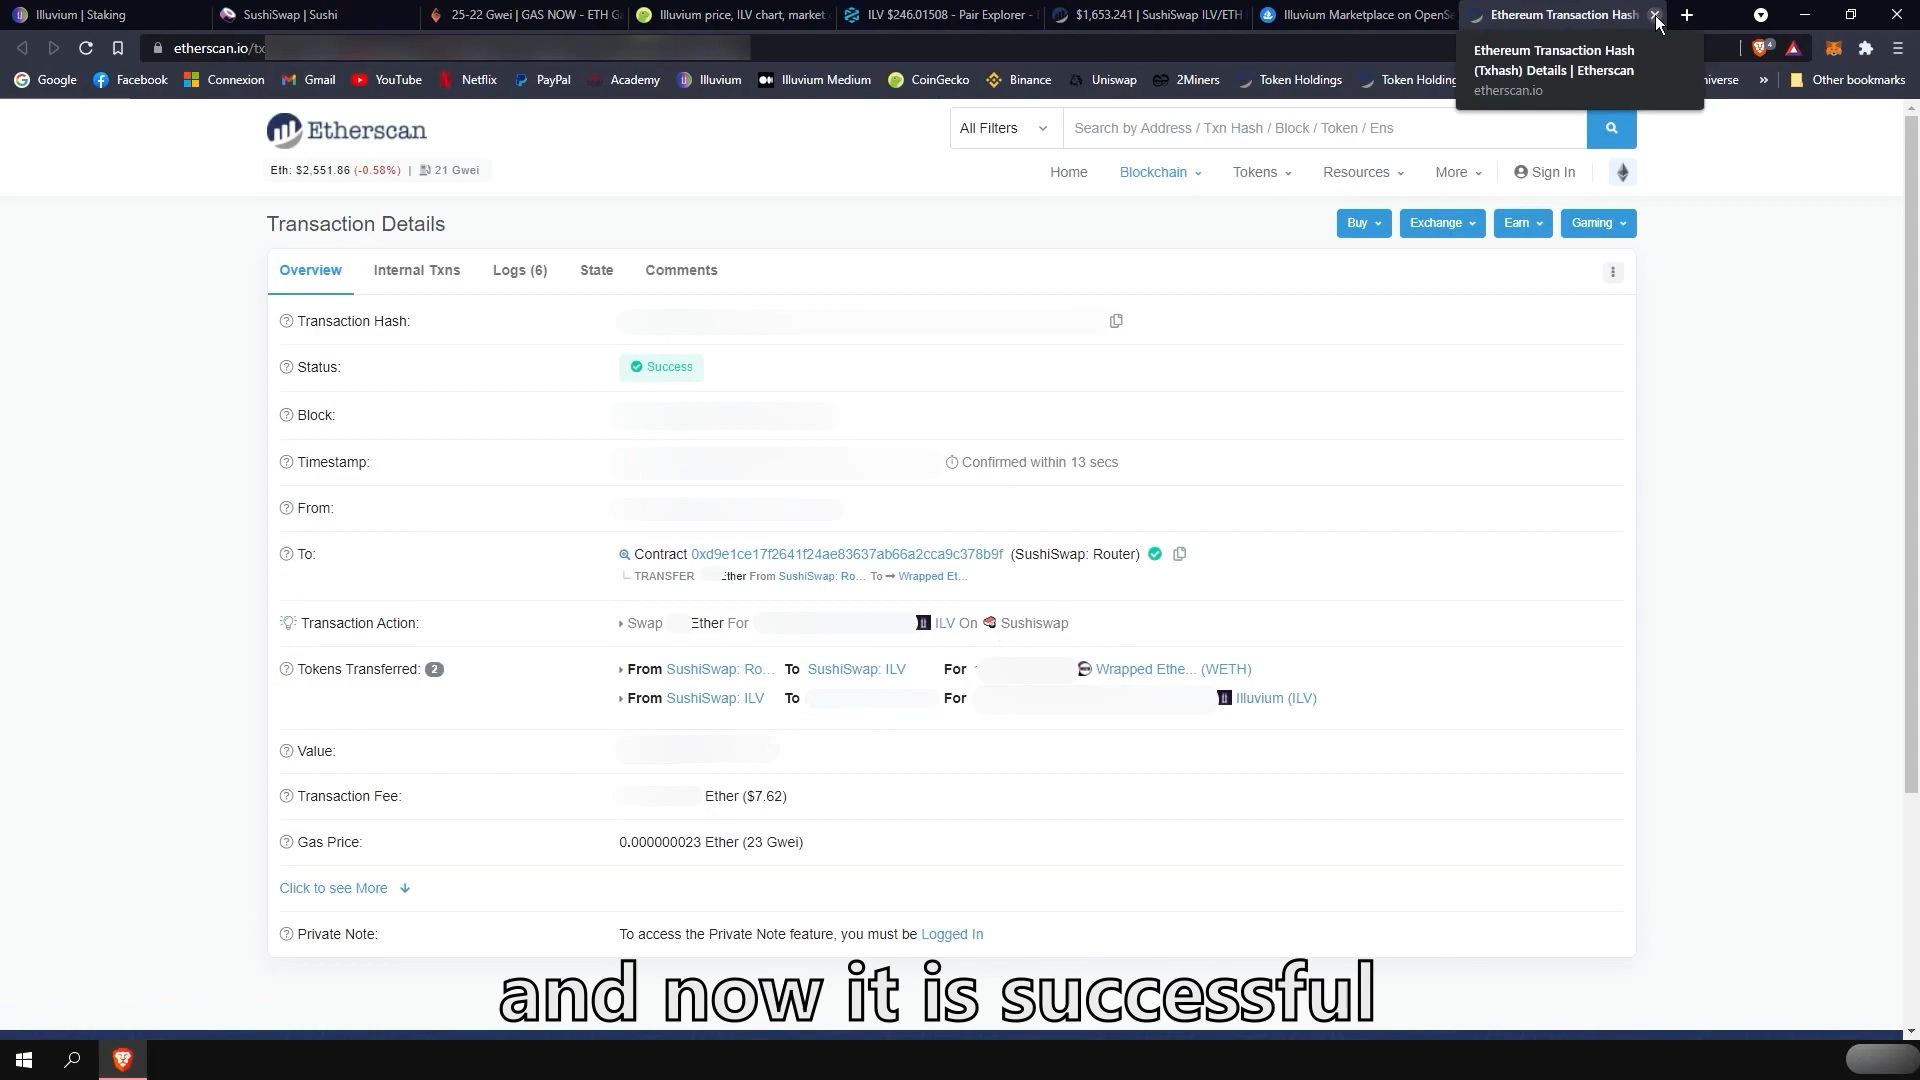 Illuvium | Staking
SushiSwap | Sushi
25-22 Gwei | GAS NOW - ETH G
Illuvium price, ILV chart, market
ILV $246.01508 - Pair Explorer -
$1,653.241 | SushiSwap ILV/ETH
Illuvium Marketplace on OpenSe
Ethereum Transaction Hash
etherscan.io/tx
4
Ethereum Transaction Hash
(Txhash) Details | Etherscan
etherscan.io
Google
Facebook
Connexion
Gmail
YouTube
Netflix
PayPal
Academy
Illuvium
Illuvium Medium
CoinGecko
Binance
Uniswap
2Miners
Token Holdings
Token Holding
niverse
»
Other bookmarks
Etherscan
All Filters
Search by Address / Txn Hash / Block / Token / Ens
Eth: $2,551.86 (-0.58%) | 21 Gwei
Home
Blockchain
Tokens
Resources
More
Sign In
Transaction Details
Buy
Exchange
Earn
Gaming
Overview
Internal Txns
Logs (6)
State
Comments
Transaction Hash:
Status:
Success
Block:
Timestamp:
Confirmed within 13 secs
From:
To:
Contract 0xd9e1ce17f2641f24ae83637ab66a2cca9c378b9f (SushiSwap: Router)
TRANSFER Ether From SushiSwap: Ro... To → Wrapped Et...
Transaction Action:
Swap Ether For ILV On Sushiswap
Tokens Transferred: 2
From SushiSwap: Ro... To SushiSwap: ILV For Wrapped Ethe... (WETH)
From SushiSwap: ILV To For Illuvium (ILV)
Value:
Transaction Fee:
Ether ($7.62)
Gas Price:
0.000000023 Ether (23 Gwei)
Click to see More
Private Note:
To access the Private Note feature, you must be Logged In
and now it is successful